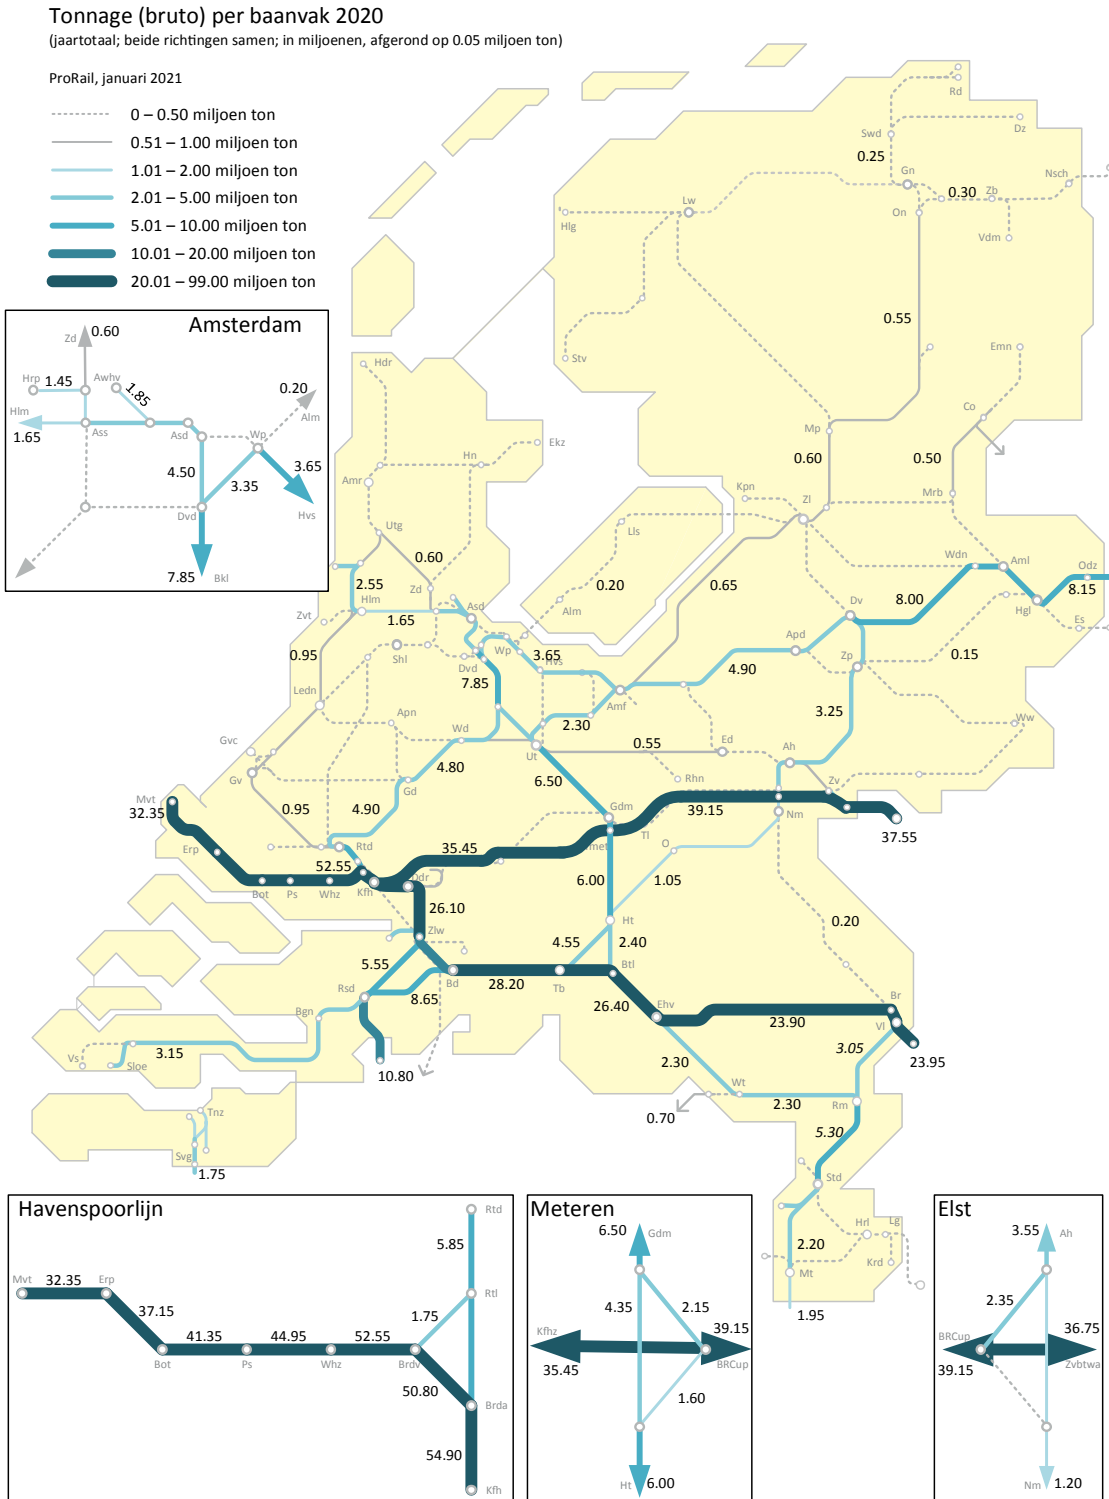 Tonnage (bruto) per baanvak 2020
(jaartotaal; beide richtingen samen; in miljoenen, afgerond op 0.05 miljoen ton)
ProRail, januari 2021
0 – 0.50 miljoen ton
0.51 – 1.00 miljoen ton
1.01 – 2.00 miljoen ton
2.01 – 5.00 miljoen ton
5.01 – 10.00 miljoen ton
10.01 – 20.00 miljoen ton
20.01 – 99.00 miljoen ton
Amsterdam
Zd
0.60
Hrp
1.45
Awhv
1.85
0.20
Alm
Hlm
1.65
Ass
Asd
Wp
4.50
3.35
3.65
Hvs
Dvd
7.85
Bkl
Rd
Swd
Dz
0.25
Gn
Nsch
0.30
Zb
Lw
Hlg
On
Vdm
0.55
Stv
Emn
Hdr
Co
Mp
Ekz
Hn
0.60
0.50
Amr
Kpn
Mrb
Zl
Utg
Lls
0.60
Wdn
Aml
Odz
2.55
Zd
0.20
0.65
8.00
8.15
Hlm
Asd
Alm
Dv
Hgl
Zvt
1.65
Es
Apd
0.95
Shl
Wp
3.65
Zp
0.15
Dvd
Hvs
4.90
7.85
Ledn
Amf
3.25
Apn
2.30
Ww
Wd
Gvc
0.55
Ed
Ah
Ut
4.80
Gv
Gd
6.50
Rhn
Zv
Mvt
32.35
0.95
4.90
39.15
Gdm
Nm
37.55
Tl
Erp
Rtd
35.45
met
O
52.55
6.00
1.05
Bot
Ps
Whz
Kfh
Ddr
26.10
Ht
0.20
Zlw
4.55
2.40
5.55
Btl
Rsd
8.65
Bd
28.20
Tb
26.40
Bgn
Ehv
23.90
Br
Vl
3.15
3.05
Vs
Sloe
2.30
23.95
10.80
Wt
2.30
Rm
Tnz
0.70
5.30
Svg
1.75
Std
Hrl
Lg
2.20
Krd
Mt
1.95
Havenspoorlijn
Rtd
5.85
Mvt
32.35
Erp
Rtl
37.15
1.75
41.35
44.95
52.55
Bot
Ps
Whz
Brdv
50.80
Brda
54.90
Kfh
Meteren
6.50
Gdm
4.35
2.15
Kfhz
39.15
35.45
BRCup
1.60
Ht
6.00
Elst
3.55
Ah
2.35
BRCup
36.75
39.15
Zvbtwa
Nm
1.20